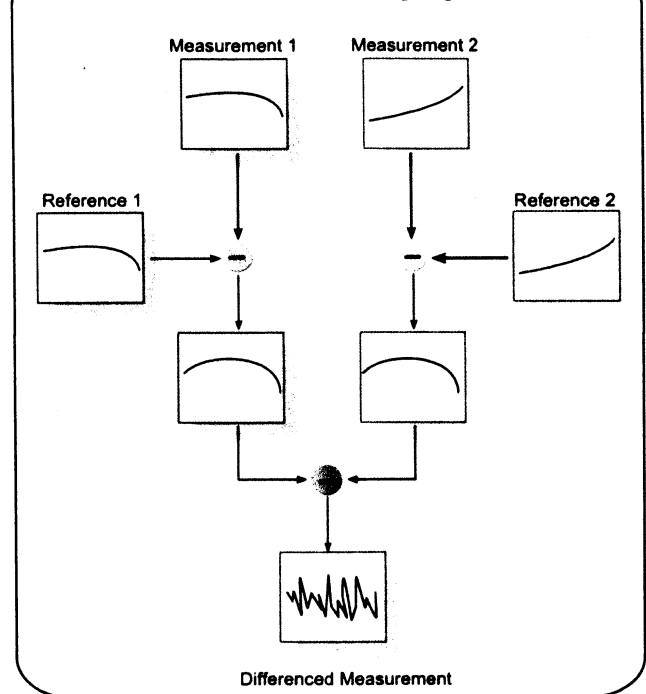 Measurement 1
Measurement 2
Reference 1
Reference 2
Differenced Measurement